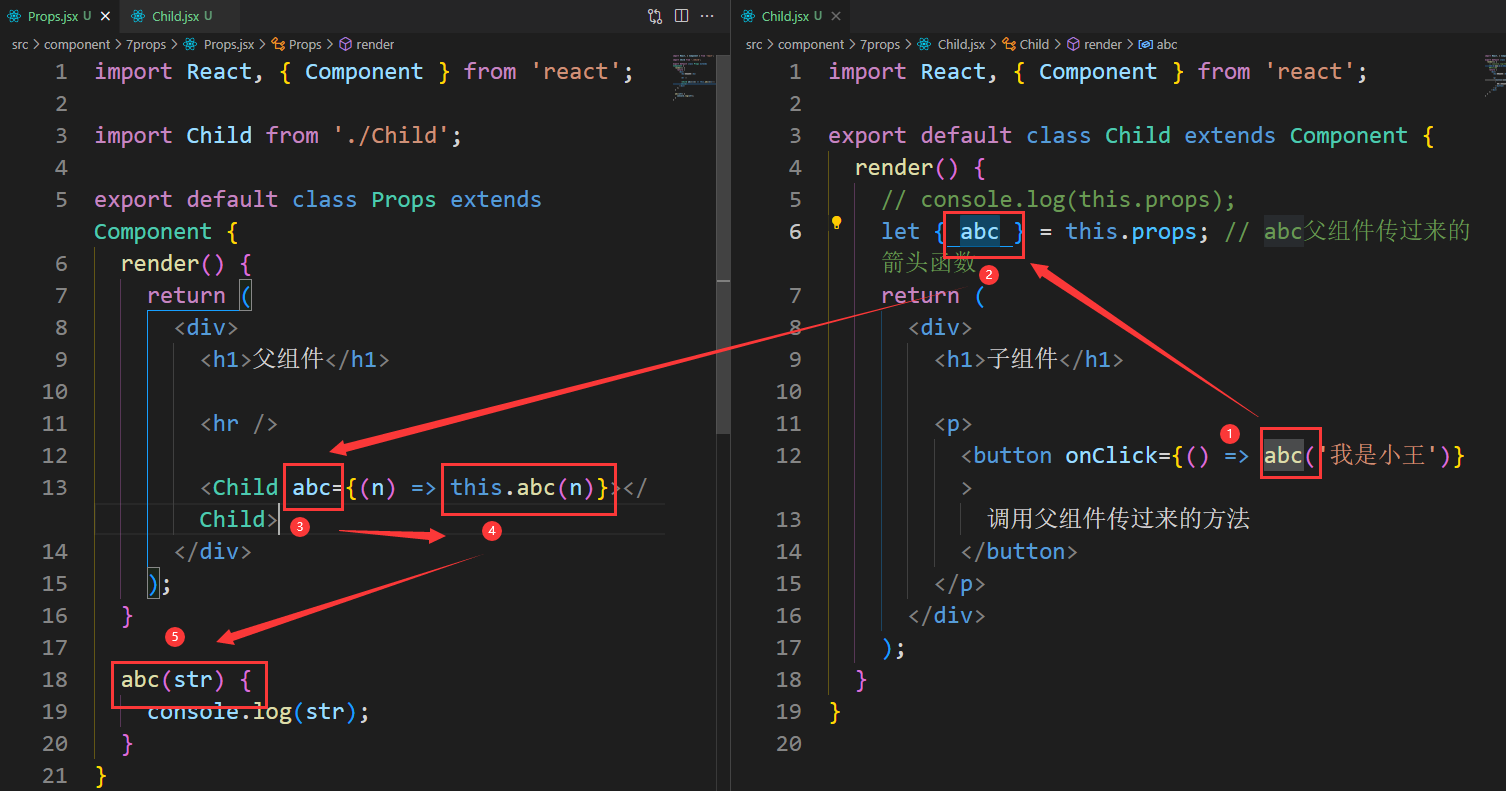 Props.jsx U
Child.jsx U
src > component > 7props > Props.jsx > Props > render
1 import React, { Component } from 'react';
2
3 import Child from './Child';
4
5 export default class Props extends
Component {
6 render() {
7 return (
8 <div>
9 <h1>父组件</h1>
10
11 <hr />
12
13 <Child abc={(n) => this.abc(n)}></
Child>
3
4
14 </div>
15 );
16 }
5
17
18 abc(str) {
19 console.log(str);
20 }
21 }
Child.jsx U
src > component > 7props > Child.jsx > Child > render > abc
1 import React, { Component } from 'react';
2
3 export default class Child extends Component {
4 render() {
5 // console.log(this.props);
6 let { abc } = this.props; // abc父组件传过来的
箭头函数
2
7 return (
8 <div>
9 <h1>子组件</h1>
10
11 <p>
1
12 <button onClick={() => abc('我是小王')}
>
13 调用父组件传过来的方法
14 </button>
15 </p>
16 </div>
17 );
18 }
19 }
20